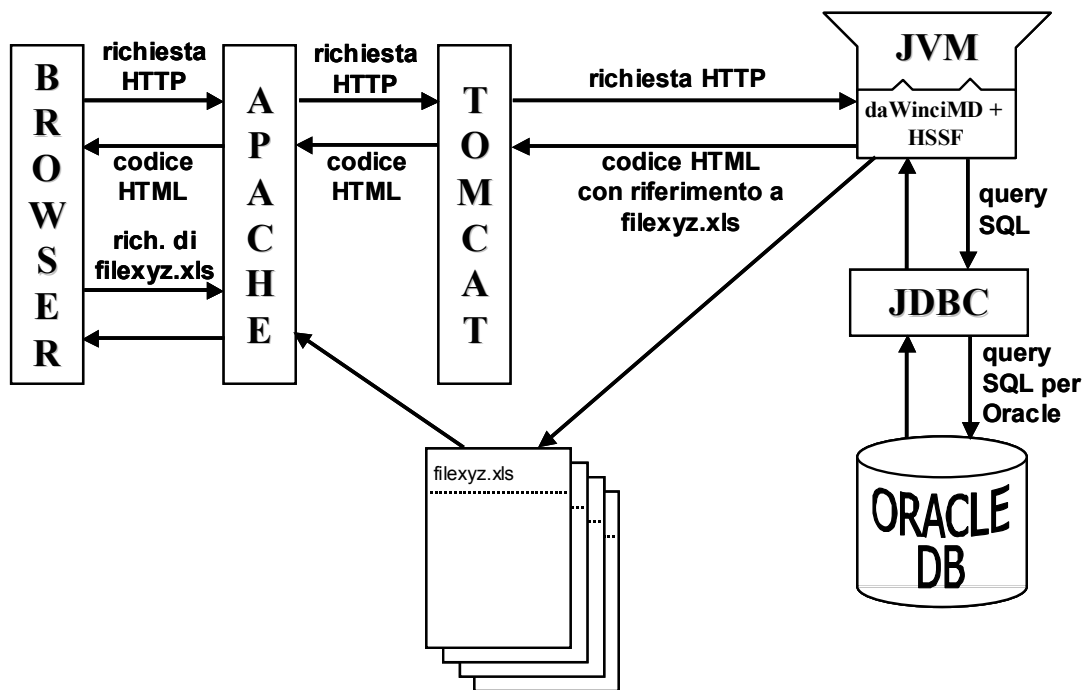 BROWSER
richiesta
HTTP
codice
HTML
rich. di
filexyz.xls
APACHE
richiesta
HTTP
codice
HTML
TOMCAT
richiesta HTTP
codice HTML
con riferimento a
filexyz.xls
JVM
daWinciMD +
HSSF
query
SQL
JDBC
query
SQL per
Oracle
ORACLE
DB
filexyz.xls